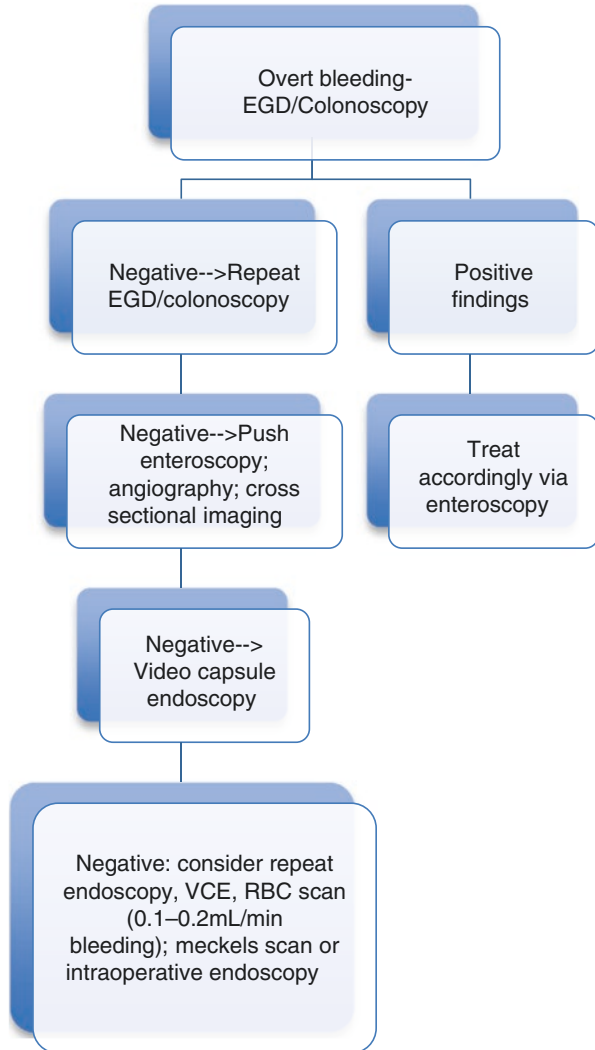 Overt bleeding-
EGD/Colonoscopy
Negative-->Repeat
EGD/colonoscopy
Positive
findings
Negative-->Push
enteroscopy;
angiography; cross
sectional imaging
Treat
accordingly via
enteroscopy
Negative-->
Video capsule
endoscopy
Negative: consider repeat
endoscopy, VCE, RBC scan
(0.1–0.2mL/min
bleeding); meckels scan or
intraoperative endoscopy